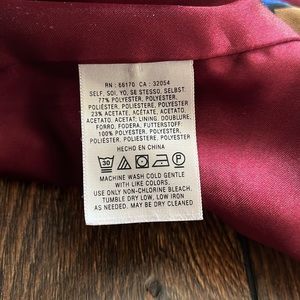 RN : 66170 CA : 32054
SELF, SOI, YO, SE STESSO, SELBST.
77% POLYESTER, POLYESTER,
POLIÉSTER, POLIESTERE, POLYESTER,
23% ACETATE, ACÉTATE,
ACETATO, ACETAT, LINING, DOUBLURE,
FORRO, FODERA, FUTTERSTOFF
100% POLYESTER, POLYESTER,
POLIÉSTER, POLIESTERE, POLYESTER
HECHO EN CHINA
30
P
MACHINE WASH COLD GENTLE
WITH LIKE COLORS.
USE ONLY NON-CHLORINE BLEACH.
TUMBLE DRY LOW, LOW IRON
AS NEEDED. MAY BE DRY CLEANED